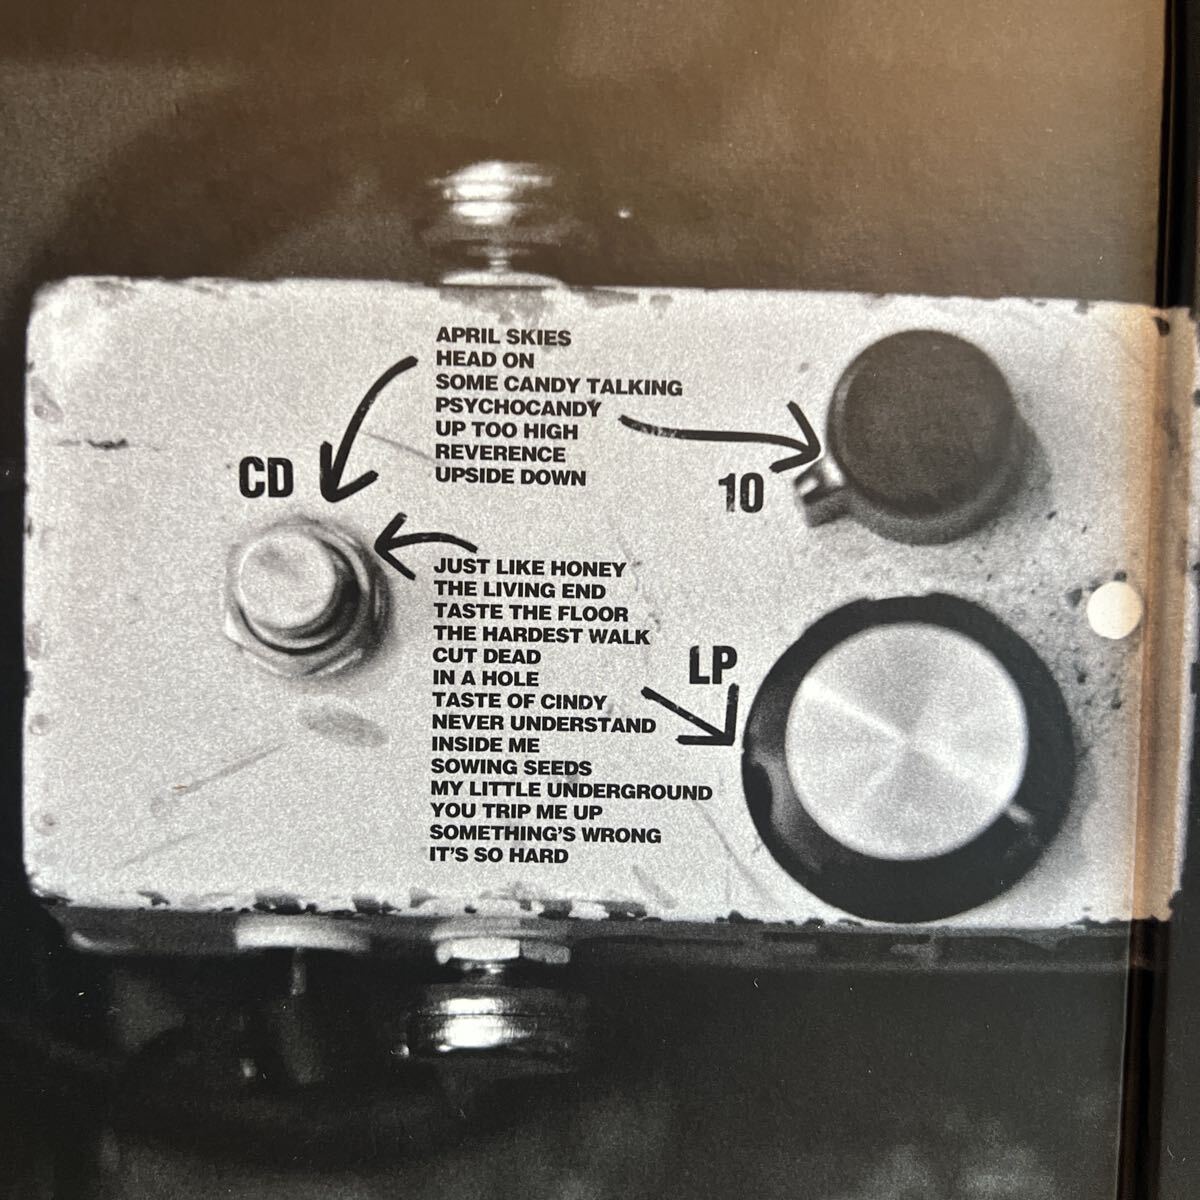 APRIL SKIES
HEAD ON
SOME CANDY TALKING
PSYCHOCANDY
UP TOO HIGH
REVERENCE
UPSIDE DOWN
CD
10
JUST LIKE HONEY
THE LIVING END
TASTE THE FLOOR
THE HARDEST WALK
CUT DEAD
IN A HOLE
TASTE OF CINDY
NEVER UNDERSTAND
INSIDE ME
SOWING SEEDS
MY LITTLE UNDERGROUND
YOU TRIP ME UP
SOMETHING'S WRONG
IT'S SO HARD
LP